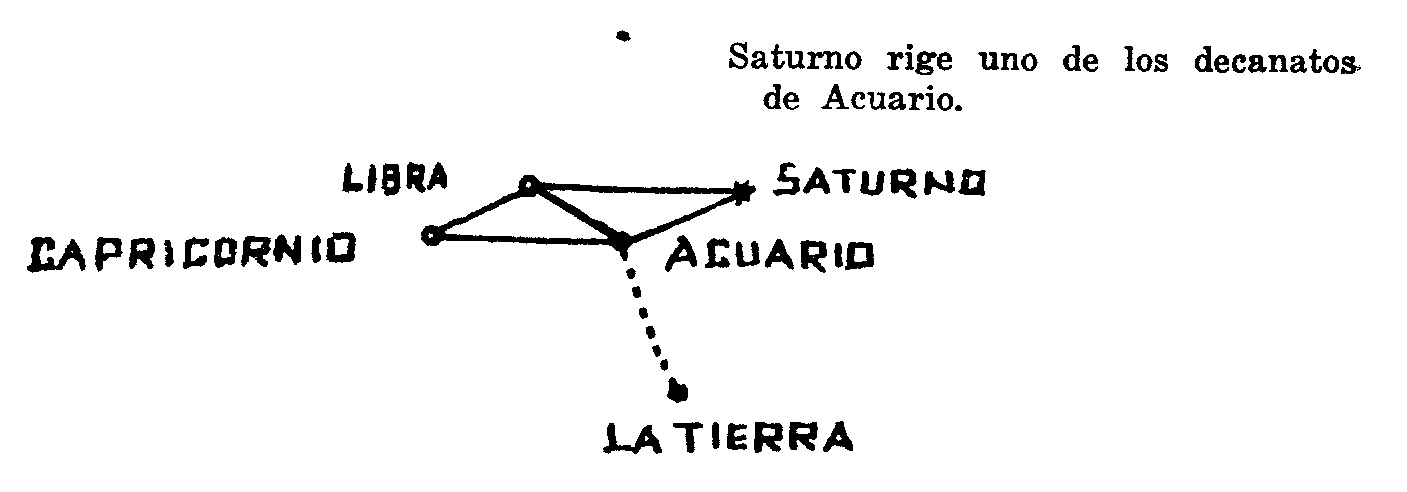 Saturno rige uno de los decanatos
de Acuario.
LIBRA
SATURNO
CAPRICORNIO
ACUARIO
LA TIERRA